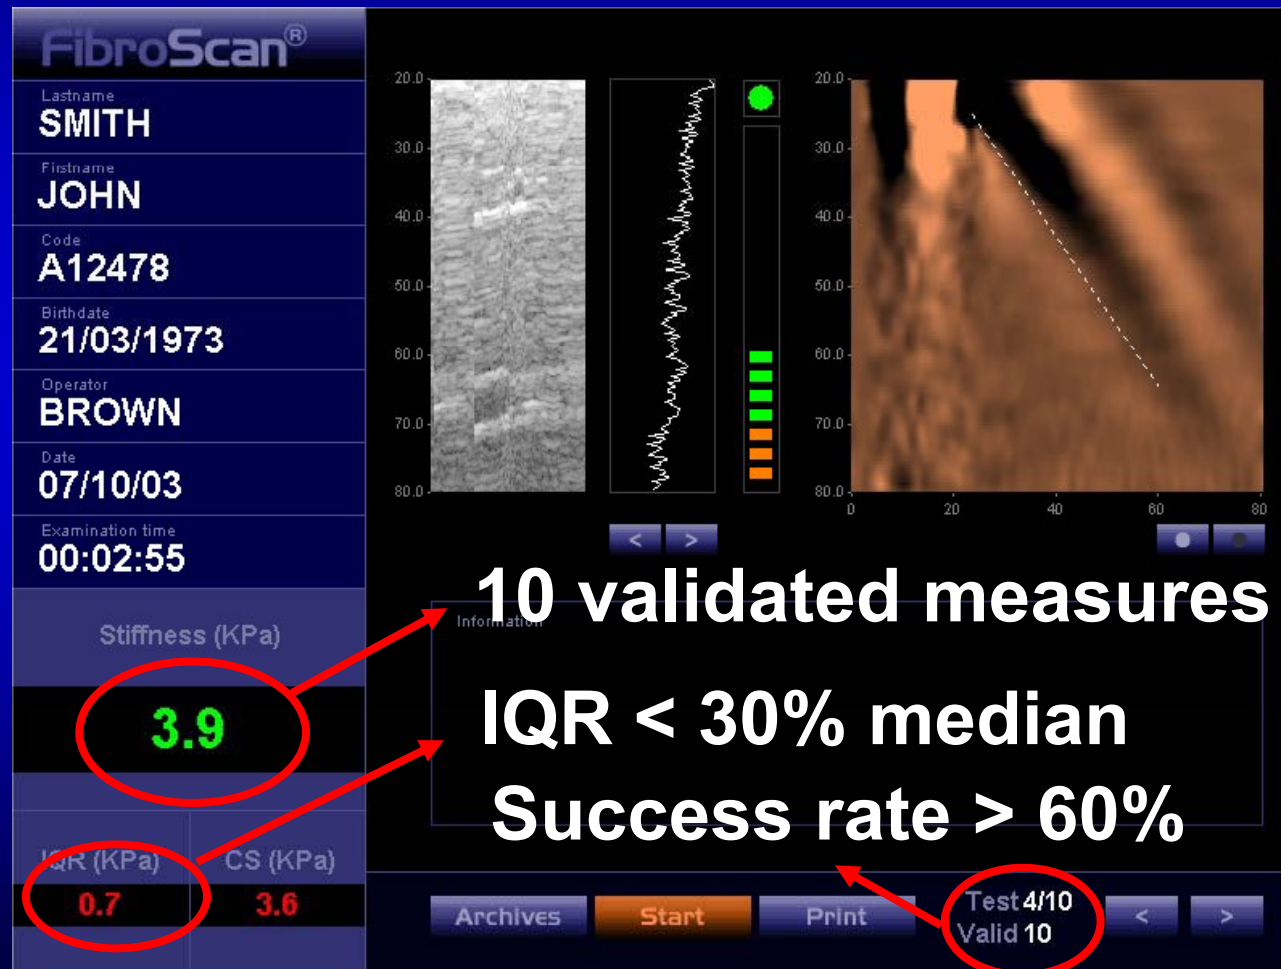 FibroScan®
Lastname
SMITH
Firstname
JOHN
Code
A12478
Birthdate
21/03/1973
Operator
BROWN
Date
07/10/03
Examination time
00:02:55
Stiffness (KPa)
3.9
IQR (KPa)
CS (KPa)
0.7
3.6
20.0
30.0
40.0
50.0
60.0
70.0
80.0
< >
20.0
30.0
40.0
50.0
60.0
70.0
80.0
0 20 40 60 80
Information
10 validated measures
IQR < 30% median
Success rate > 60%
Archives
Start
Print
Test 4/10
Valid 10
< >